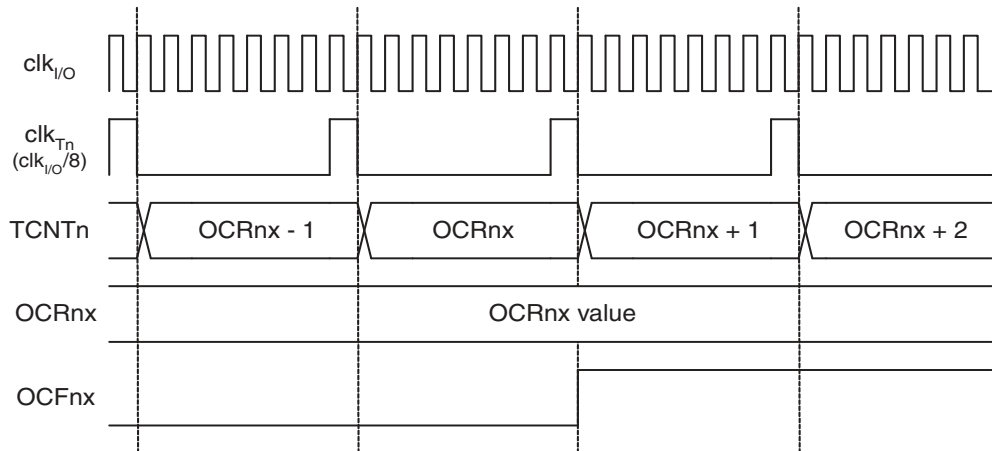 clkI/O
clkTn
(clkI/O/8)
TCNTn
OCRnx - 1
OCRnx
OCRnx + 1
OCRnx + 2
OCRnx
OCRnx value
OCFnx